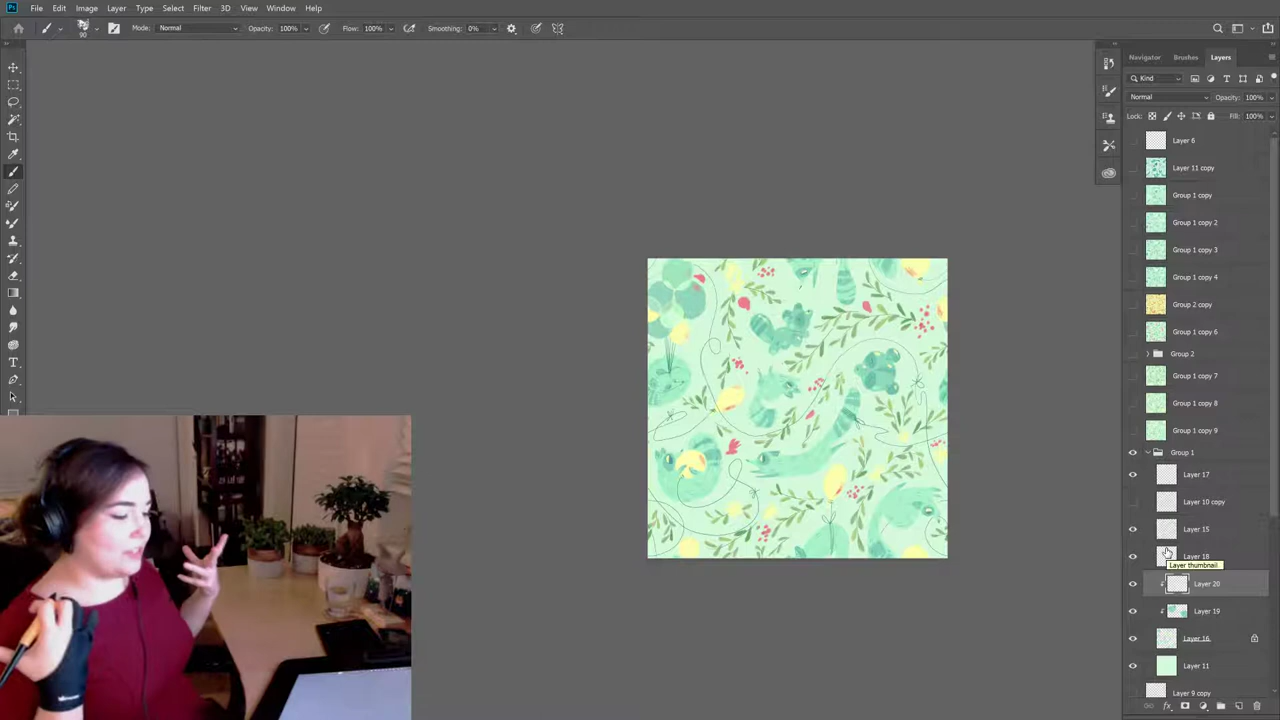 Ps File Edit Image Layer Type Select Filter 3D View Window Help
90 Mode: Normal Opacity: 100% Flow: 100% Smoothing: 0%
Navigator Brushes Layers
Kind
Normal Opacity: 100%
Lock: Fill: 100%
Layer 6
Layer 11 copy
Group 1 copy
Group 1 copy 2
Group 1 copy 3
Group 1 copy 4
Group 2 copy
Group 1 copy 6
Group 2
Group 1 copy 7
Group 1 copy 8
Group 1 copy 9
Group 1
Layer 17
Layer 10 copy
Layer 15
Layer 18
Layer thumbnail
Layer 20
Layer 19
Layer 16
Layer 11
Layer 9 copy